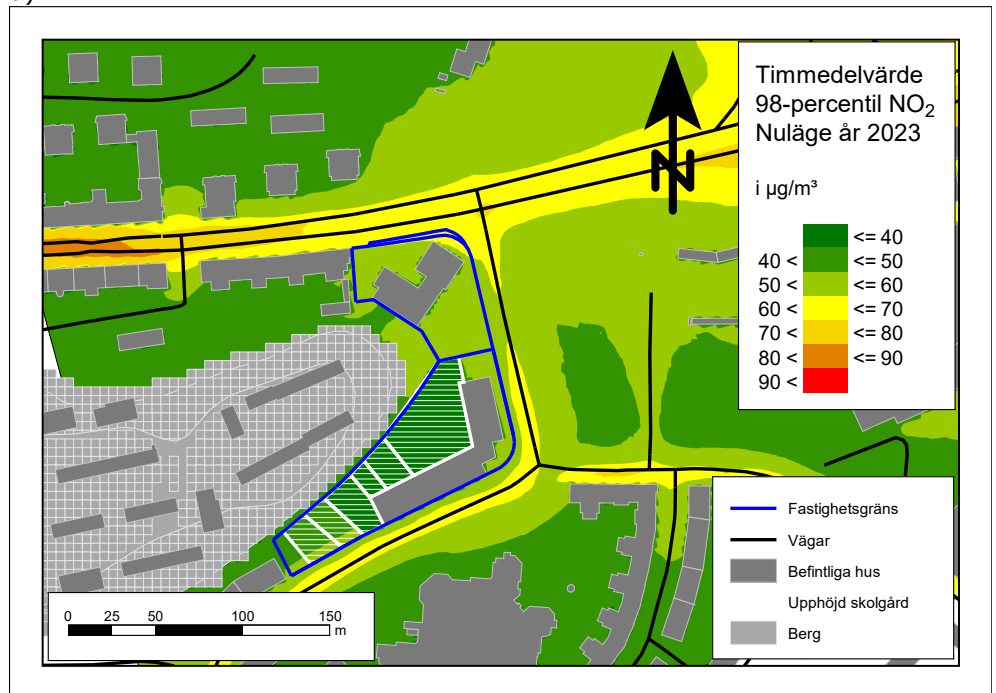 Timmedelvärde
98-percentil NO₂
Nuläge år 2023
i µg/m³
<= 40
40 < <= 50
50 < <= 60
60 < <= 70
70 < <= 80
80 < <= 90
90 <
N
Fastighetsgräns
Vägar
Befintliga hus
Upphöjd skolgård
Berg
0 25 50 100 150
m